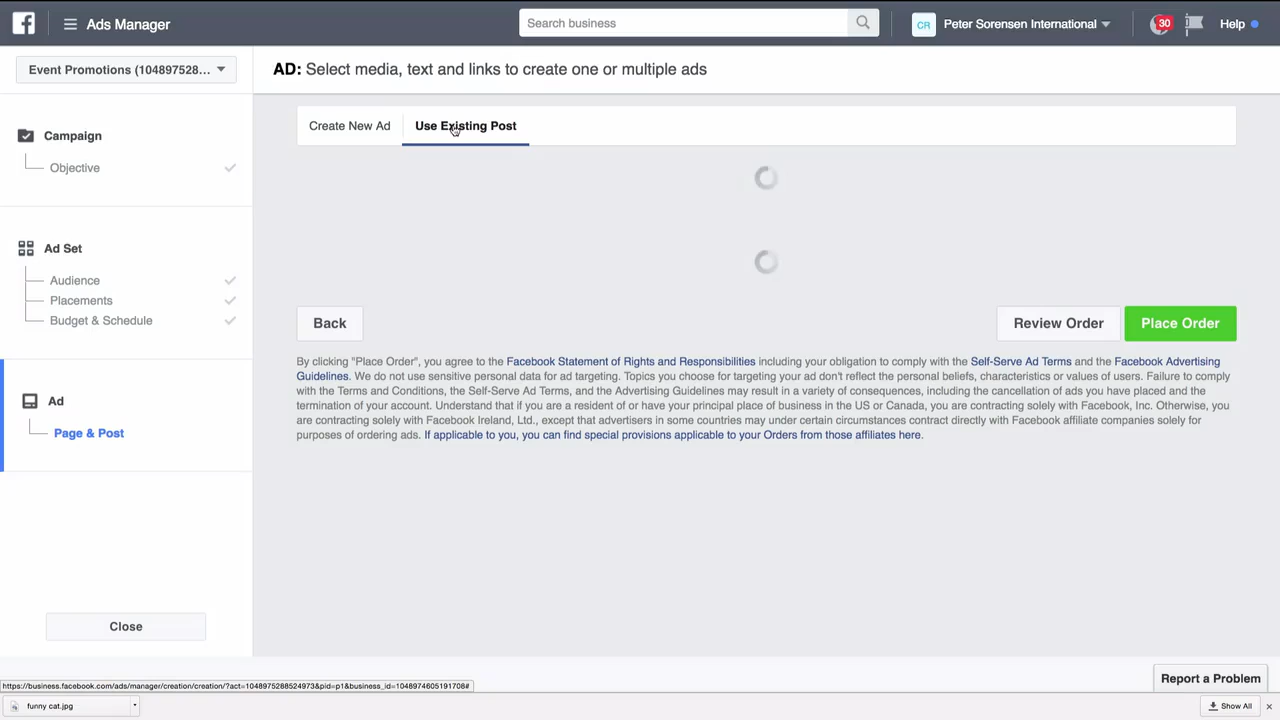 Ads Manager
Search business
CR
Peter Sorensen International
30
Help
Event Promotions (104897528...
AD: Select media, text and links to create one or multiple ads
Campaign
Objective
Create New Ad
Use Existing Post
Ad Set
Audience
Placements
Budget & Schedule
Back
Review Order
Place Order
By clicking "Place Order", you agree to the Facebook Statement of Rights and Responsibilities including your obligation to comply with the Self-Serve Ad Terms and the Facebook Advertising
Guidelines. We do not use sensitive personal data for ad targeting. Topics you choose for targeting your ad don't reflect the personal beliefs, characteristics or values of users. Failure to comply
with the Terms and Conditions, the Self-Serve Ad Terms, and the Advertising Guidelines may result in a variety of consequences, including the cancellation of ads you have placed and the
termination of your account. Understand that if you are a resident of or have your principal place of business in the US or Canada, you are contracting solely with Facebook, Inc. Otherwise, you
are contracting solely with Facebook Ireland, Ltd., except that advertisers in some countries may under certain circumstances contract directly with Facebook affiliate companies solely for
purposes of ordering ads. If applicable to you, you can find special provisions applicable to your Orders from those affiliates here.
Ad
Page & Post
Close
Report a Problem
https://business.facebook.com/ads/manager/creation/creation/?act=1048975288524973&pid=p1&business_id=1048974605191708#
funny cat.jpg
Show All